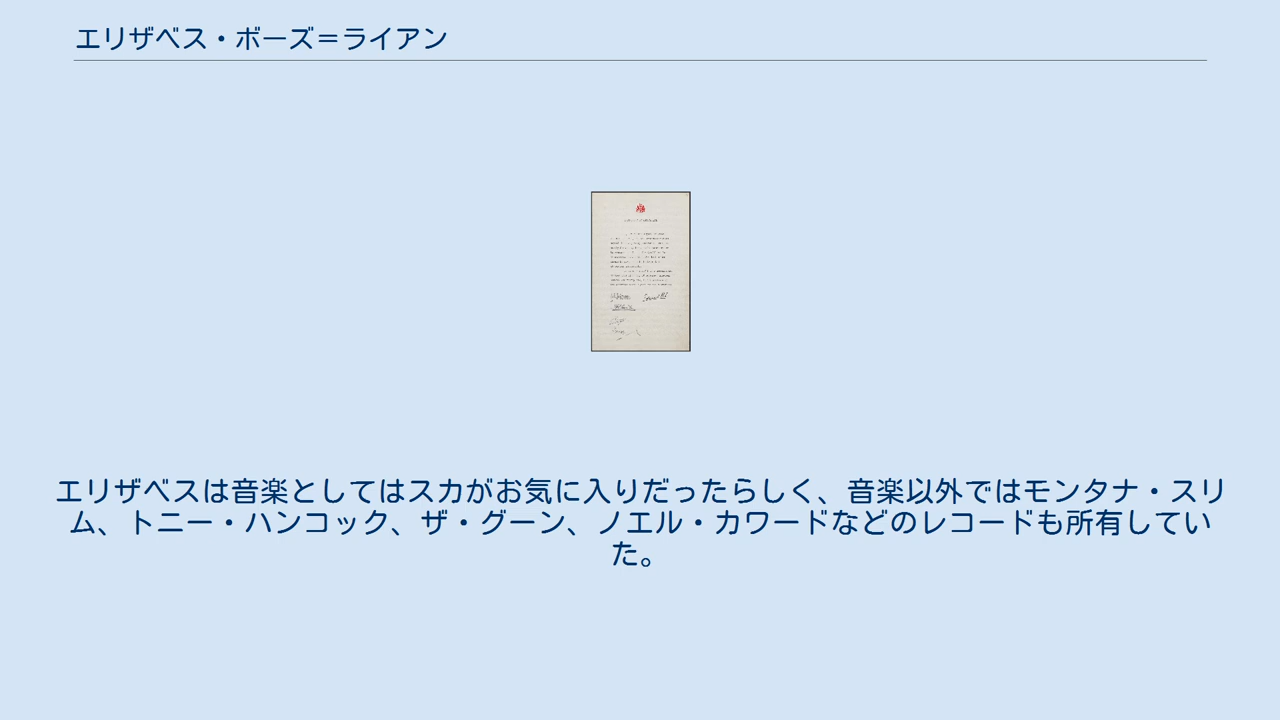 エリザベス・ボーズ＝ライアン
エリザベスは音楽としてはスカがお気に入りだったらしく、音楽以外ではモンタナ・スリ
ム、トニー・ハンコック、ザ・グーン、ノエル・カワードなどのレコードも所有してい
た。